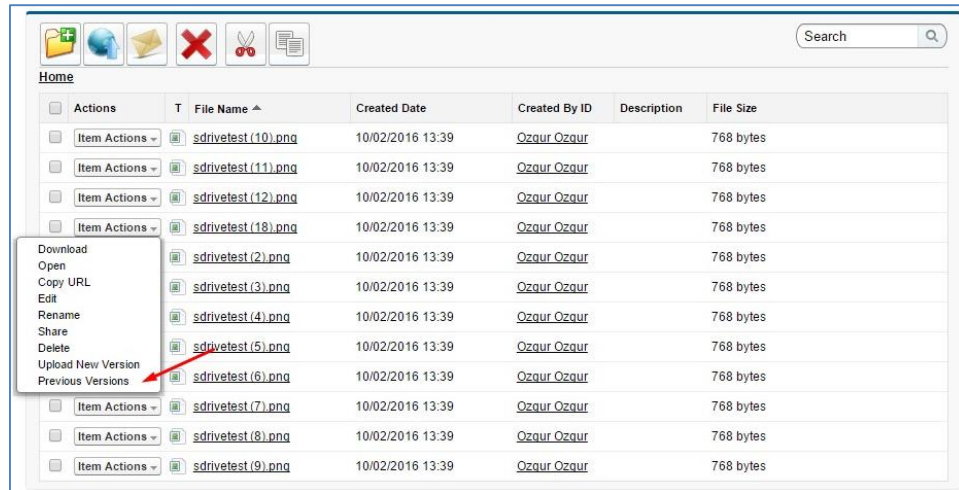 Search
Home
Actions T File Name Created Date Created By ID Description File Size
Item Actions sdrivetest (10).png 10/02/2016 13:39 Ozgur Ozgur 768 bytes
Item Actions sdrivetest (11).png 10/02/2016 13:39 Ozgur Ozgur 768 bytes
Item Actions sdrivetest (12).png 10/02/2016 13:39 Ozgur Ozgur 768 bytes
Item Actions sdrivetest (18).png 10/02/2016 13:39 Ozgur Ozgur 768 bytes
Download
Open
Copy URL
Edit
Rename
Share
Delete
Upload New Version
Previous Versions
sdrivetest (2).png 10/02/2016 13:39 Ozgur Ozgur 768 bytes
sdrivetest (3).png 10/02/2016 13:39 Ozgur Ozgur 768 bytes
sdrivetest (4).png 10/02/2016 13:39 Ozgur Ozgur 768 bytes
sdrivetest (5).png 10/02/2016 13:39 Ozgur Ozgur 768 bytes
sdrivetest (6).png 10/02/2016 13:39 Ozgur Ozgur 768 bytes
Item Actions sdrivetest (7).png 10/02/2016 13:39 Ozgur Ozgur 768 bytes
Item Actions sdrivetest (8).png 10/02/2016 13:39 Ozgur Ozgur 768 bytes
Item Actions sdrivetest (9).png 10/02/2016 13:39 Ozgur Ozgur 768 bytes